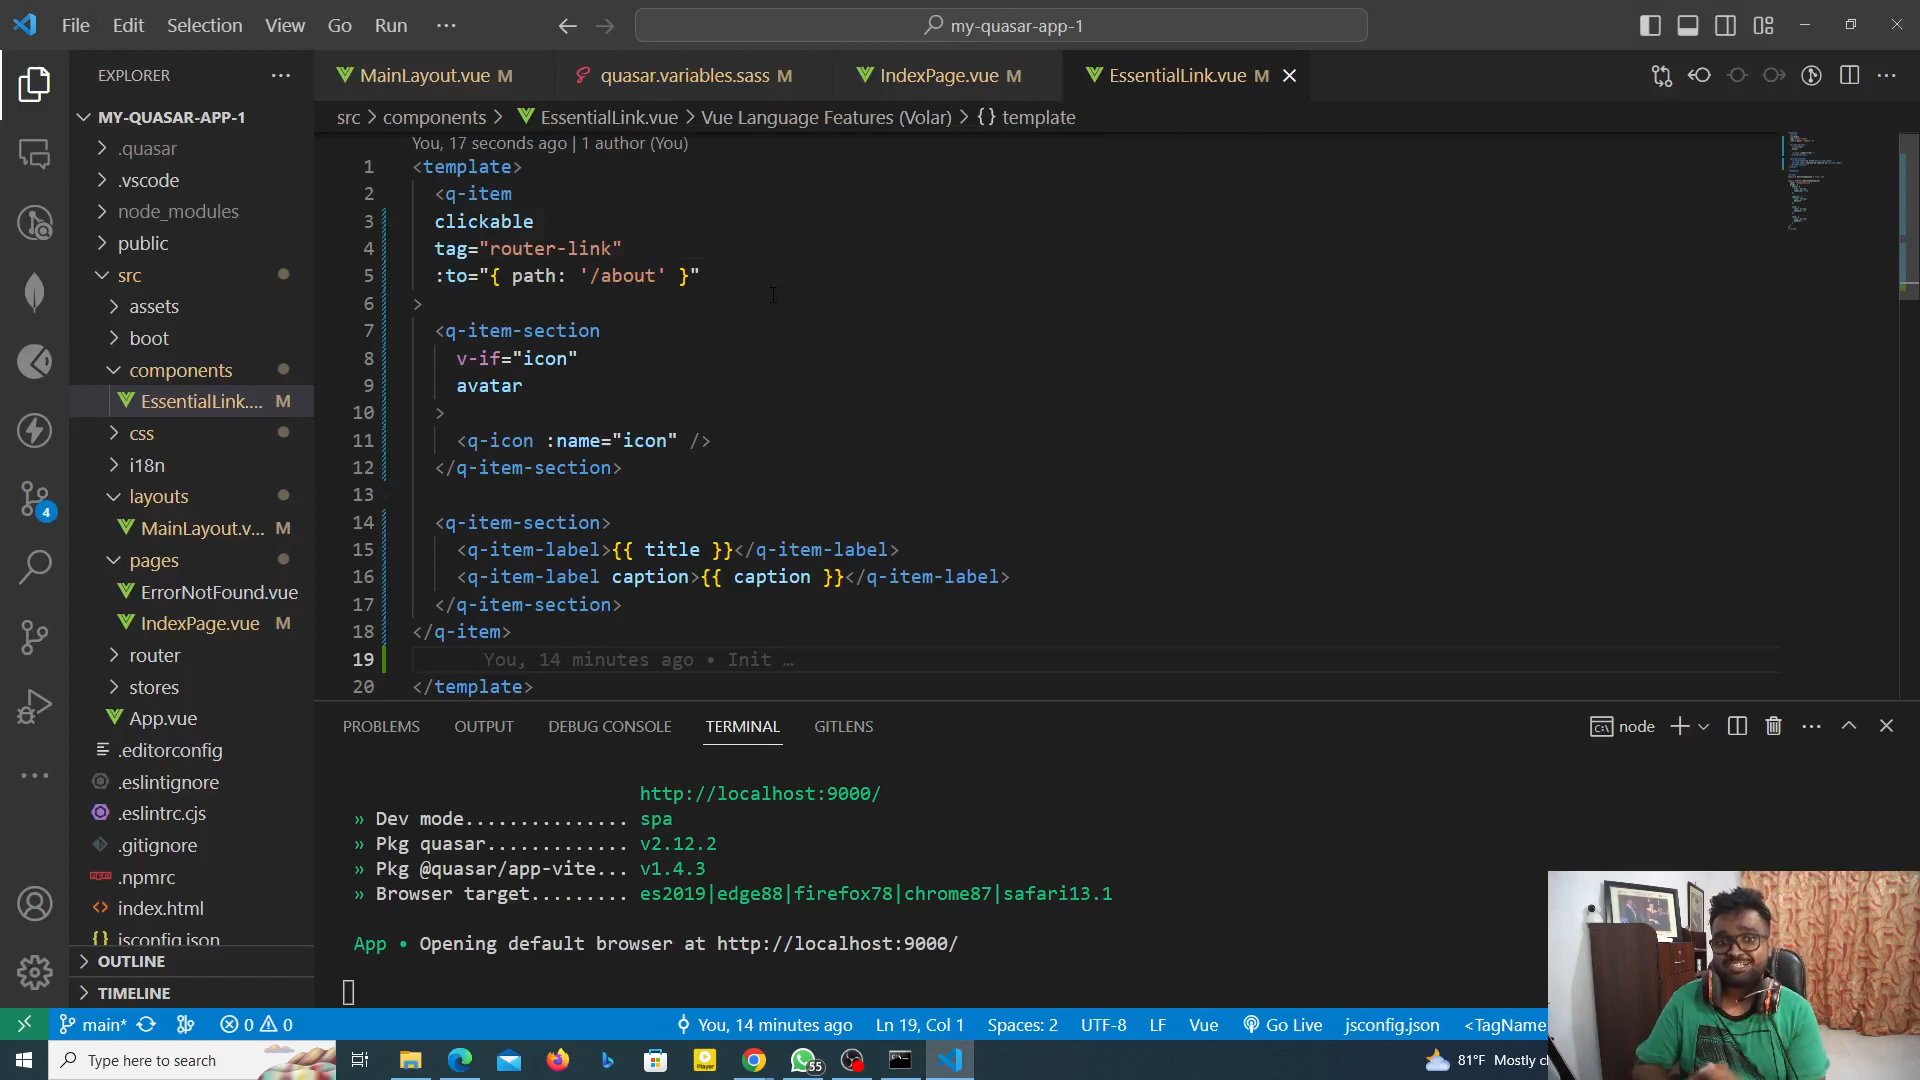 File Edit Selection View Go Run ···
my-quasar-app-1
EXPLORER
MainLayout.vue M
quasar.variables.sass M
IndexPage.vue M
EssentialLink.vue M
src > components > EssentialLink.vue > Vue Language Features (Volar) > {} template
MY-QUASAR-APP-1
.quasar
.vscode
node_modules
public
src
assets
boot
components
EssentialLink.... M
css
i18n
layouts
MainLayout.v... M
pages
ErrorNotFound.vue
IndexPage.vue M
router
stores
App.vue
.editorconfig
.eslintignore
.eslintrc.cjs
.gitignore
.npmrc
index.html
jsconfig.json
OUTLINE
TIMELINE
4
You, 17 seconds ago | 1 author (You)
1 <template>
2 <q-item
3 clickable
4 tag="router-link"
5 :to="{ path: '/about' }"
6 >
7 <q-item-section
8 v-if="icon"
9 avatar
10 >
11 <q-icon :name="icon" />
12 </q-item-section>
13
14 <q-item-section>
15 <q-item-label>{{ title }}</q-item-label>
16 <q-item-label caption>{{ caption }}</q-item-label>
17 </q-item-section>
18 </q-item>
19 You, 14 minutes ago • Init …
20 </template>
PROBLEMS OUTPUT DEBUG CONSOLE TERMINAL GITLENS
node
http://localhost:9000/
» Dev mode............... spa
» Pkg quasar............. v2.12.2
» Pkg @quasar/app-vite... v1.4.3
» Browser target......... es2019|edge88|firefox78|chrome87|safari13.1
App • Opening default browser at http://localhost:9000/
main* 0 0 You, 14 minutes ago Ln 19, Col 1 Spaces: 2 UTF-8 LF Vue Go Live jsconfig.json <TagName
Type here to search
Player
55
81°F Mostly c